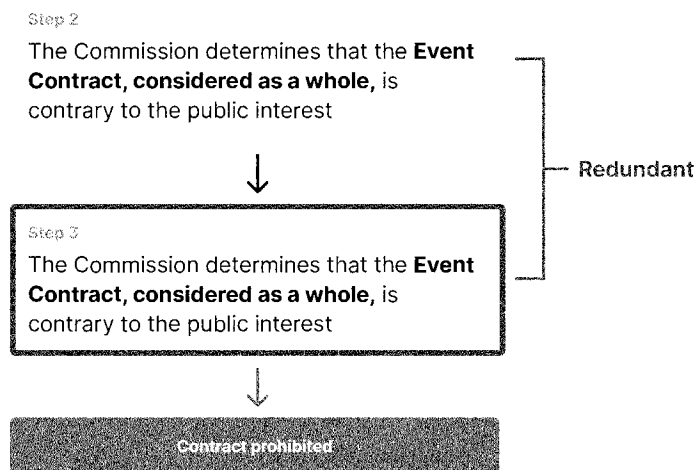 Step 2
The Commission determines that the Event
Contract, considered as a whole, is
contrary to the public interest
Redundant
Step 3
The Commission determines that the Event
Contract, considered as a whole, is
contrary to the public interest
Contract prohibited